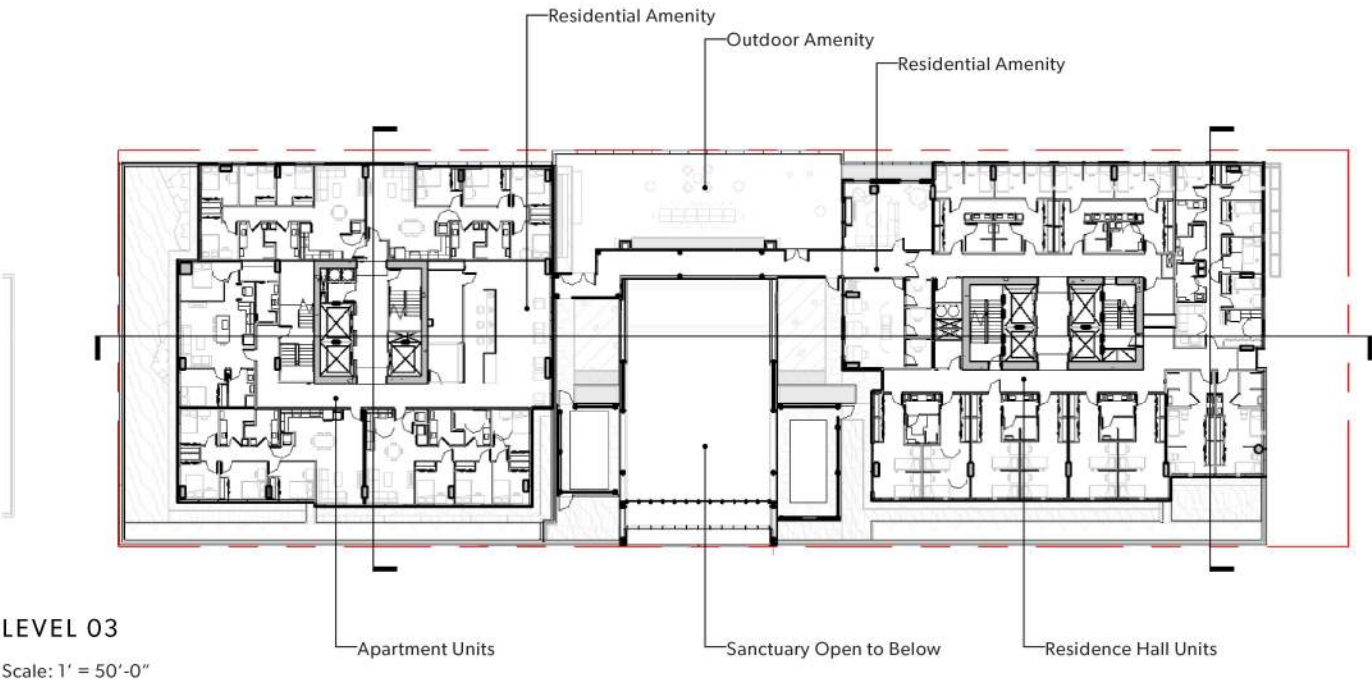 Residential Amenity
Outdoor Amenity
Residential Amenity
LEVEL 03
Apartment Units
Sanctuary Open to Below
Residence Hall Units
Scale: 1’ = 50’-0”